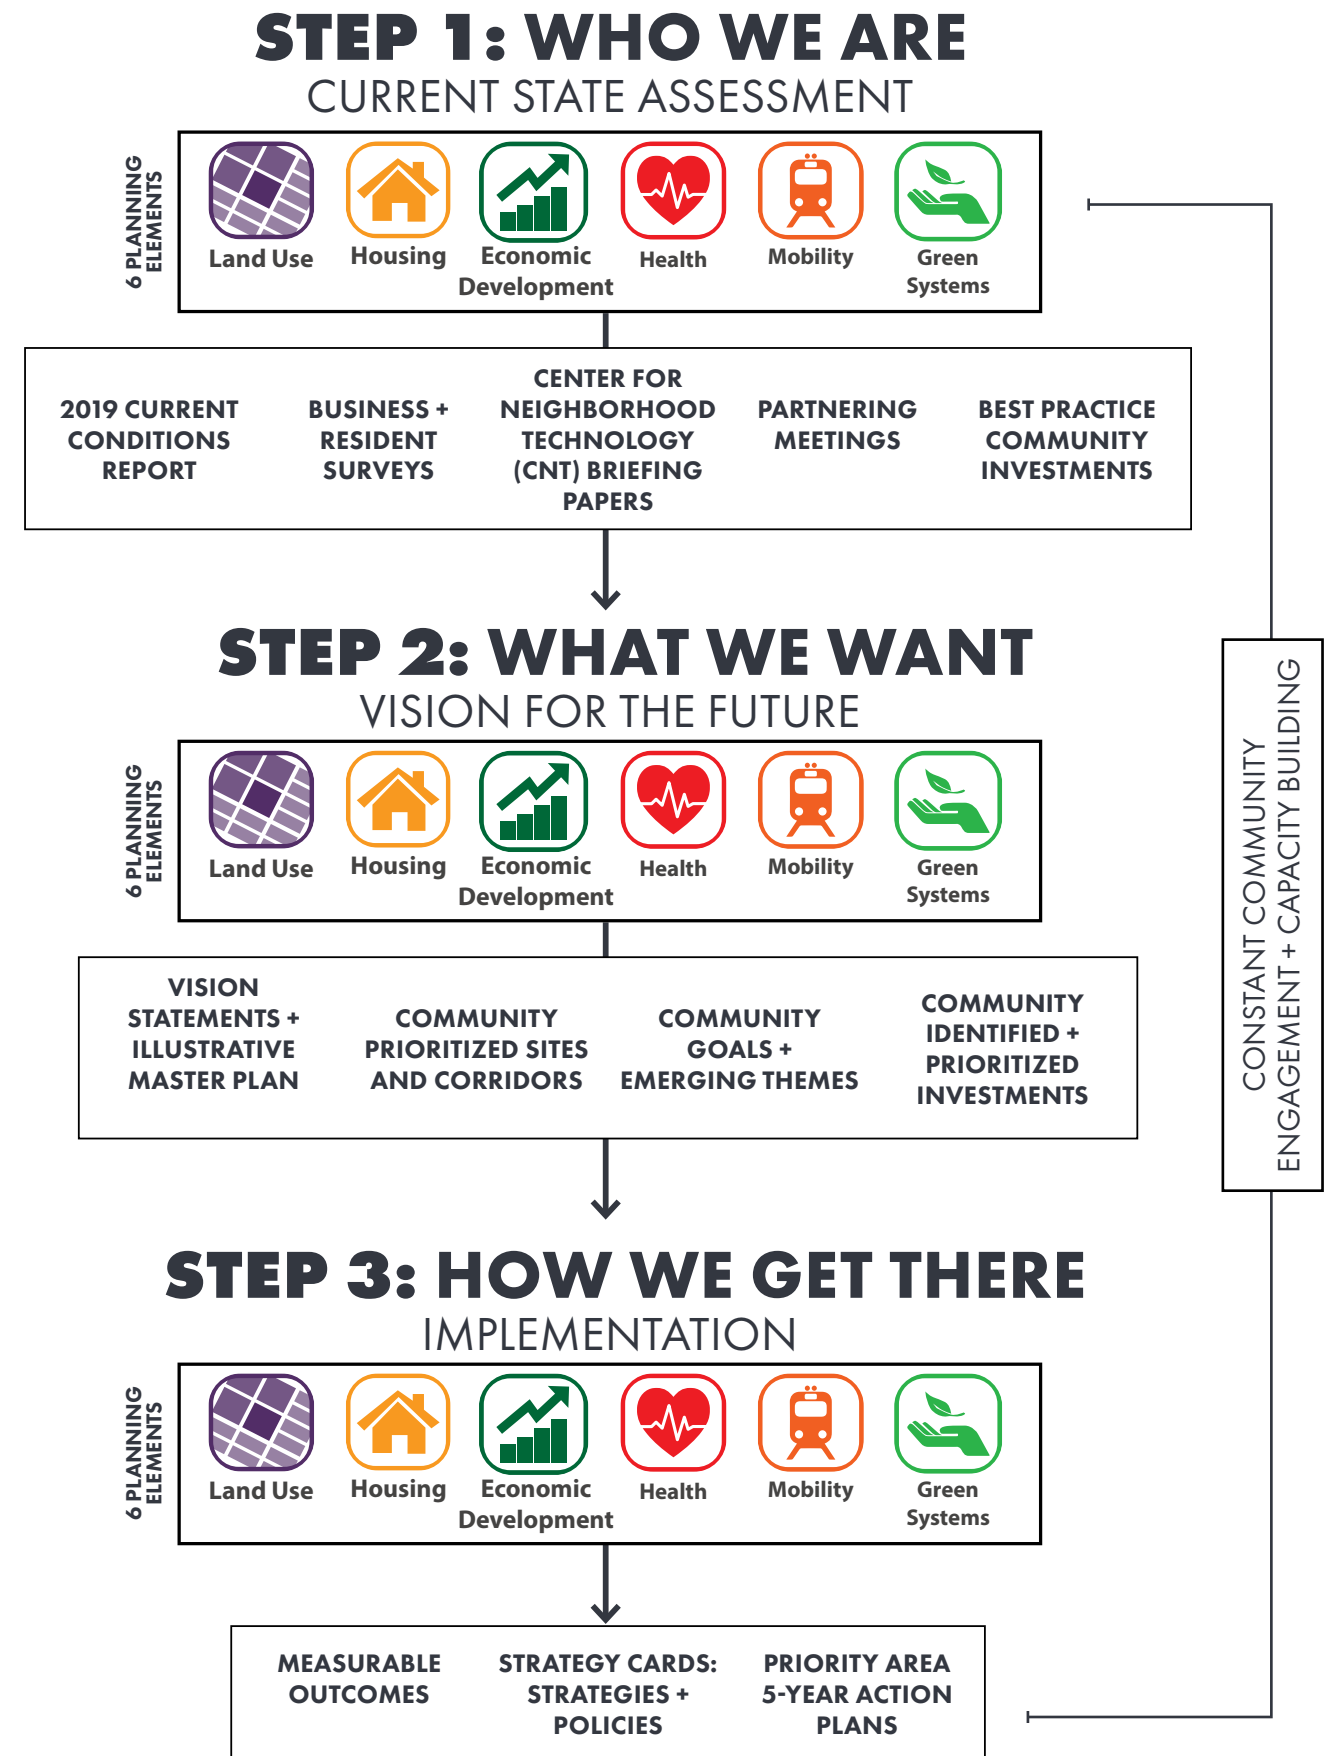 STEP 1: WHO WE ARE
CURRENT STATE ASSESSMENT
6 PLANNING
ELEMENTS
Land Use
Housing
Economic
Development
Health
Mobility
Green
Systems
2019 CURRENT
CONDITIONS
REPORT
BUSINESS +
RESIDENT
SURVEYS
CENTER FOR
NEIGHBORHOOD
TECHNOLOGY
(CNT) BRIEFING
PAPERS
PARTNERING
MEETINGS
BEST PRACTICE
COMMUNITY
INVESTMENTS
STEP 2: WHAT WE WANT
VISION FOR THE FUTURE
6 PLANNING
ELEMENTS
Land Use
Housing
Economic
Development
Health
Mobility
Green
Systems
VISION
STATEMENTS +
ILLUSTRATIVE
MASTER PLAN
COMMUNITY
PRIORITIZED SITES
AND CORRIDORS
COMMUNITY
GOALS +
EMERGING THEMES
COMMUNITY
IDENTIFIED +
PRIORITIZED
INVESTMENTS
STEP 3: HOW WE GET THERE
IMPLEMENTATION
6 PLANNING
ELEMENTS
Land Use
Housing
Economic
Development
Health
Mobility
Green
Systems
MEASURABLE
OUTCOMES
STRATEGY CARDS:
STRATEGIES +
POLICIES
PRIORITY AREA
5-YEAR ACTION
PLANS
CONSTANT COMMUNITY
ENGAGEMENT + CAPACITY BUILDING